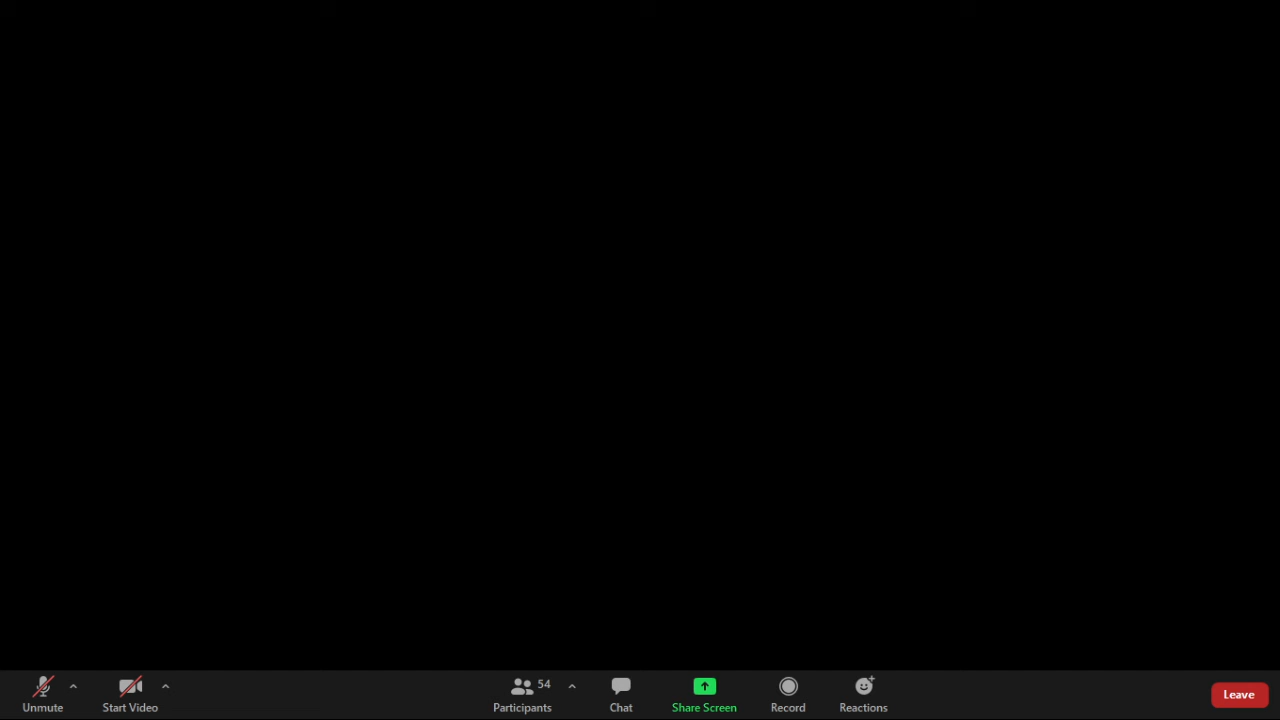 54
Unmute
Start Video
Participants
Chat
Share Screen
Record
Reactions
Leave